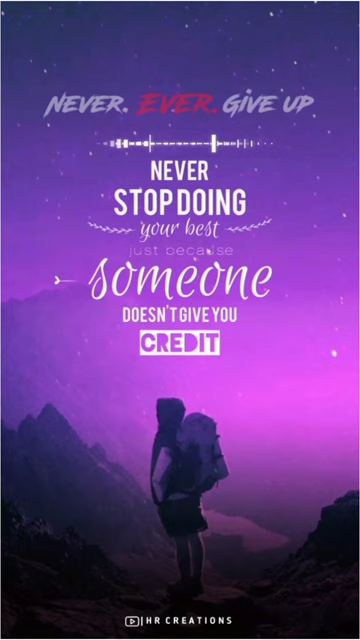 NEVER. EVER. GIVE UP
NEVER
STOP DOING
your best
just because
someone
DOESN'T GIVE YOU
CREDIT
HR CREATIONS